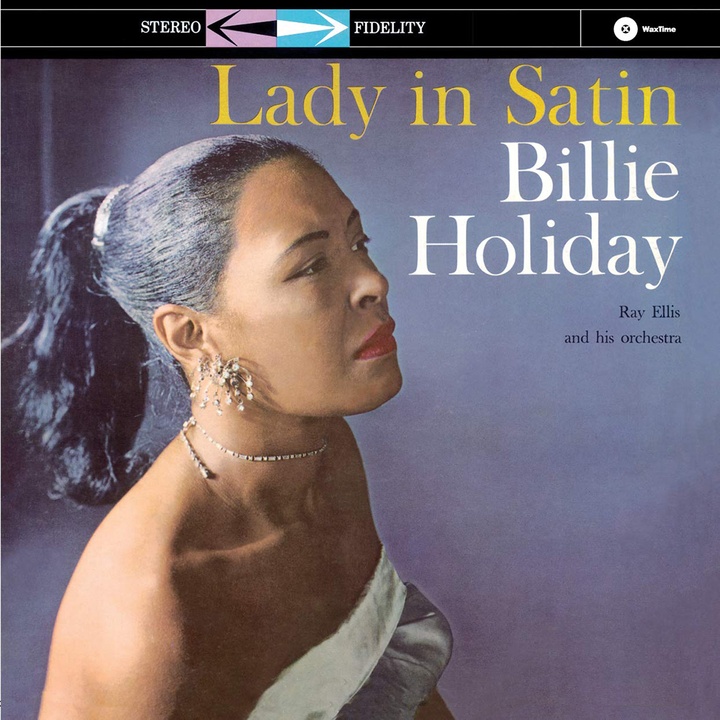 STEREO FIDELITY
WaxTime
Lady in Satin
Billie
Holiday
Ray Ellis
and his orchestra